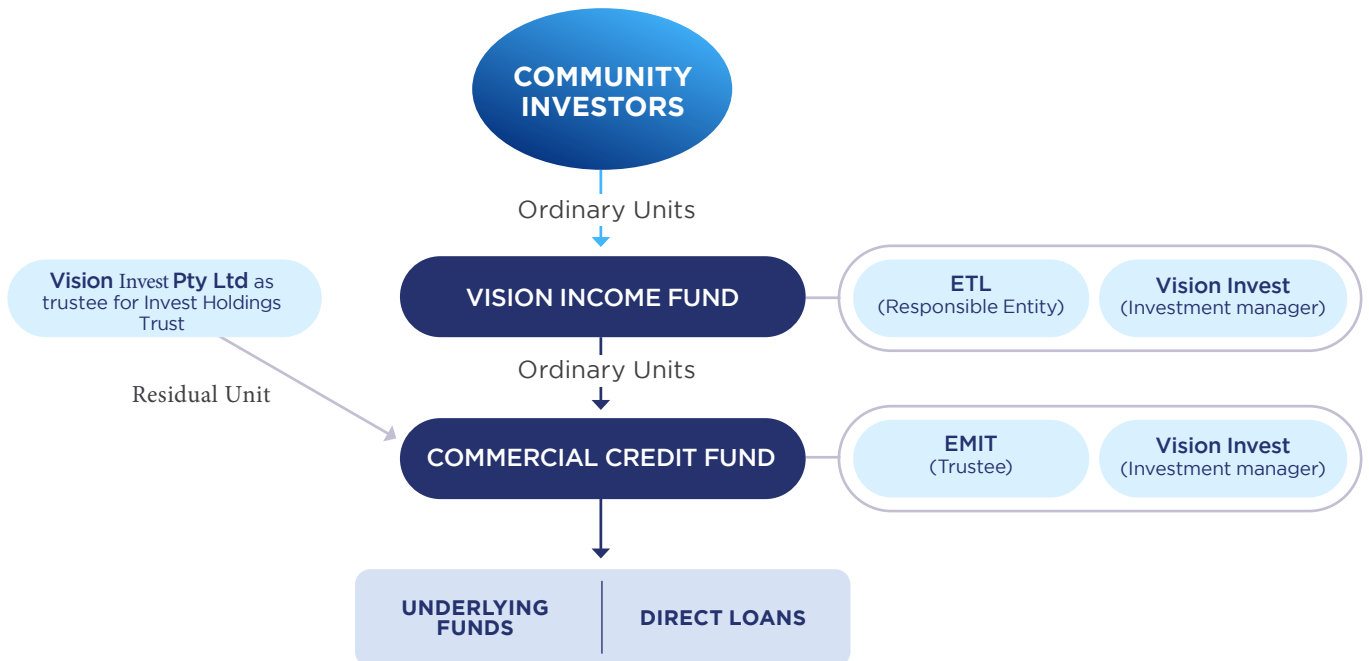 COMMUNITY
INVESTORS
Ordinary Units
Vision Invest Pty Ltd as
trustee for Invest Holdings
Trust
VISION INCOME FUND
ETL
(Responsible Entity)
Vision Invest
(Investment manager)
Ordinary Units
Residual Unit
COMMERCIAL CREDIT FUND
EMIT
(Trustee)
Vision Invest
(Investment manager)
UNDERLYING
FUNDS
DIRECT LOANS